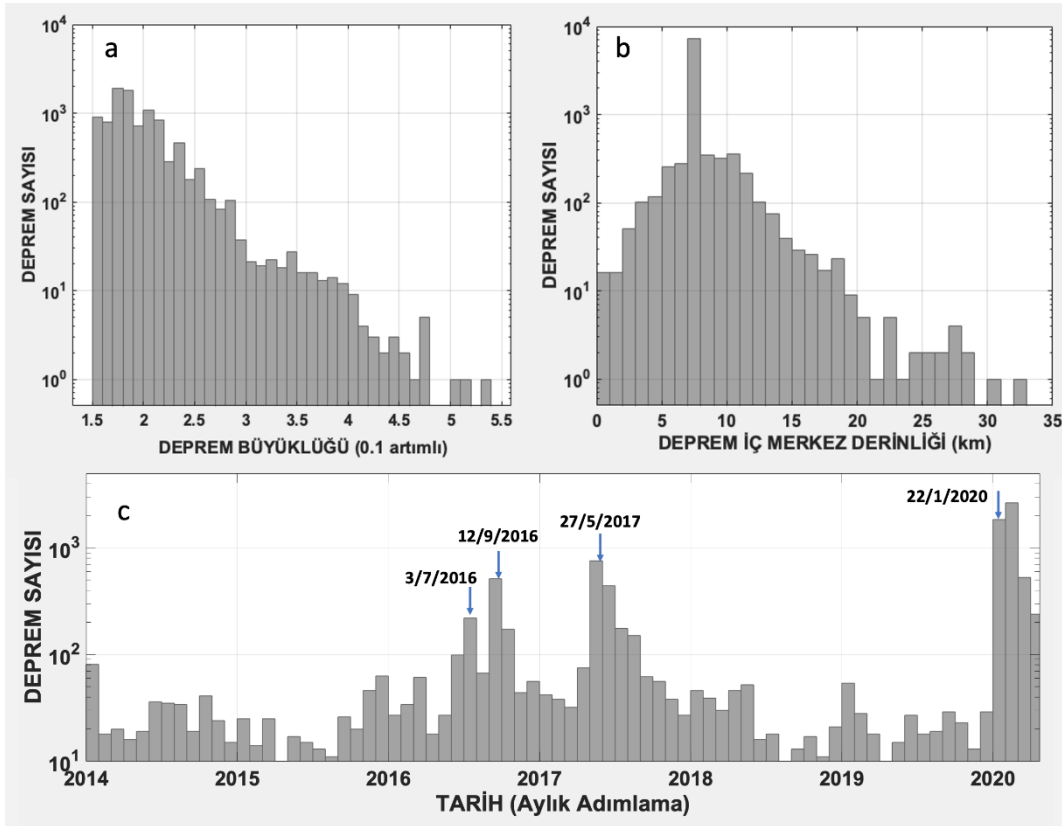 a
DEPREM SAYISI
10^4
10^3
10^2
10^1
10^0
1.5 2 2.5 3 3.5 4 4.5 5 5.5
DEPREM BÜYÜKLÜĞÜ (0.1 artımlı)
b
DEPREM SAYISI
10^4
10^3
10^2
10^1
10^0
0 5 10 15 20 25 30 35
DEPREM İÇ MERKEZ DERİNLİĞİ (km)
c
DEPREM SAYISI
10^3
10^2
10^1
3/7/2016
12/9/2016
27/5/2017
22/1/2020
2014 2015 2016 2017 2018 2019 2020
TARİH (Aylık Adımlama)